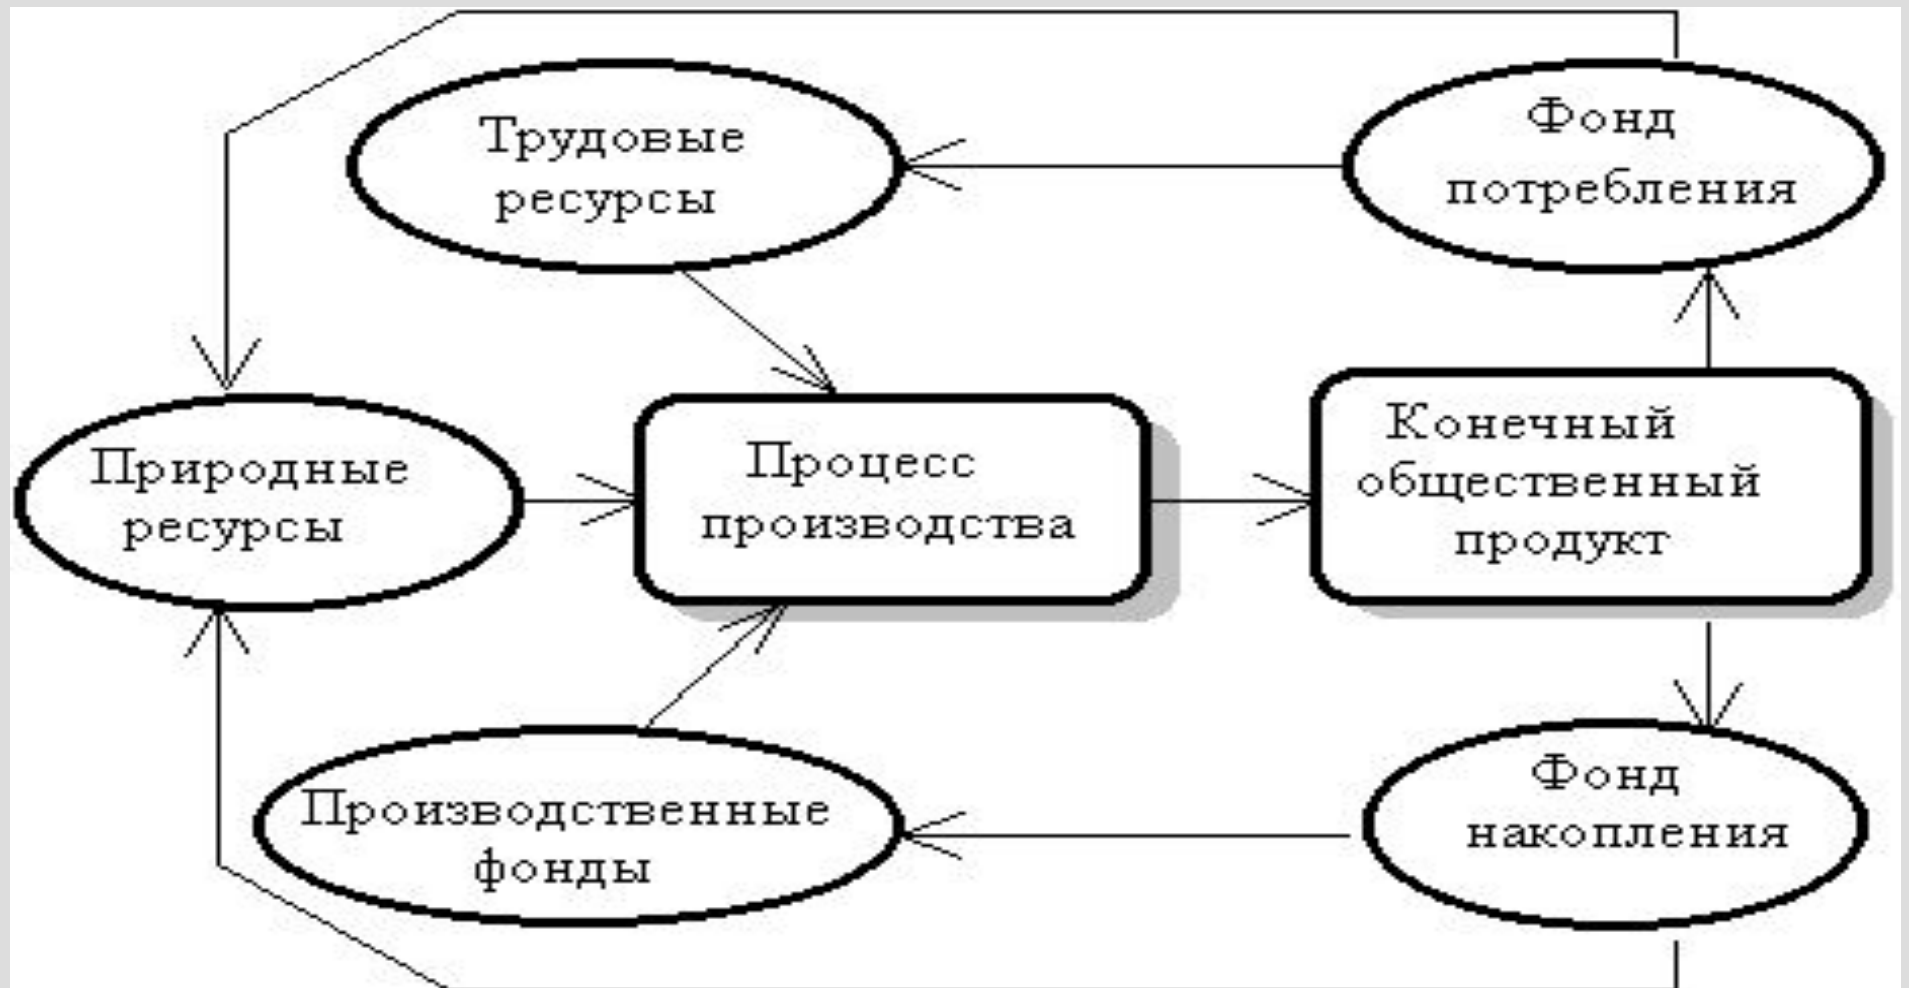 Трудовые
ресурсы
Фонд
потребления
Природные
ресурсы
Процесс
производства
Конечный
общественный
продукт
Производственные
фонды
Фонд
накопления